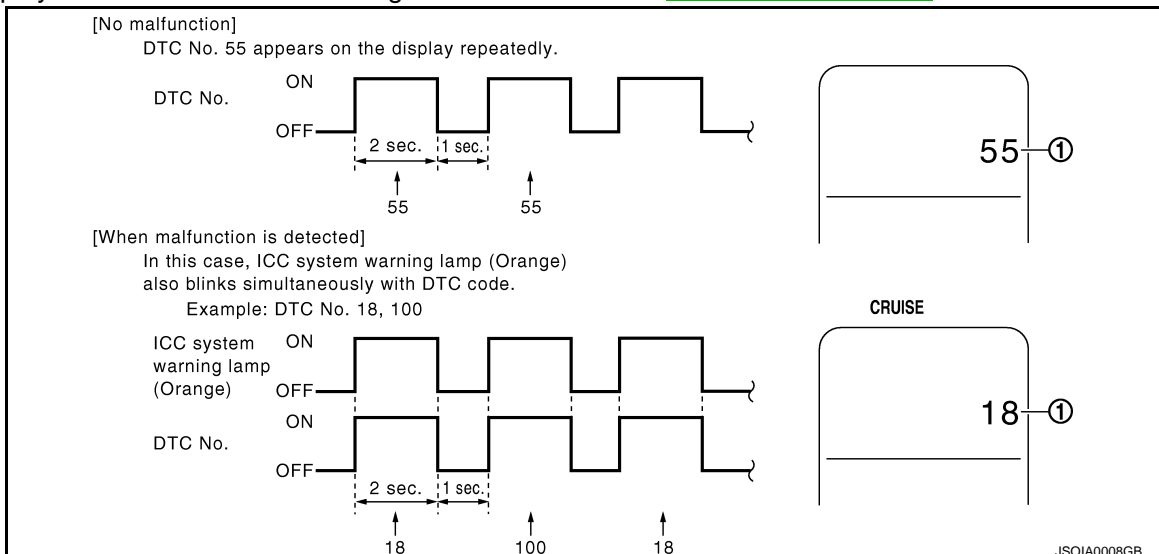 [No malfunction]
DTC No. 55 appears on the display repeatedly.
DTC No.
ON
OFF
2 sec.
1 sec.
55
55
55
1
[When malfunction is detected]
In this case, ICC system warning lamp (Orange)
also blinks simultaneously with DTC code.
Example: DTC No. 18, 100
ICC system
warning lamp
(Orange)
ON
OFF
DTC No.
ON
OFF
2 sec.
1 sec.
18
100
18
CRUISE
18
1
JSOIA0008GB